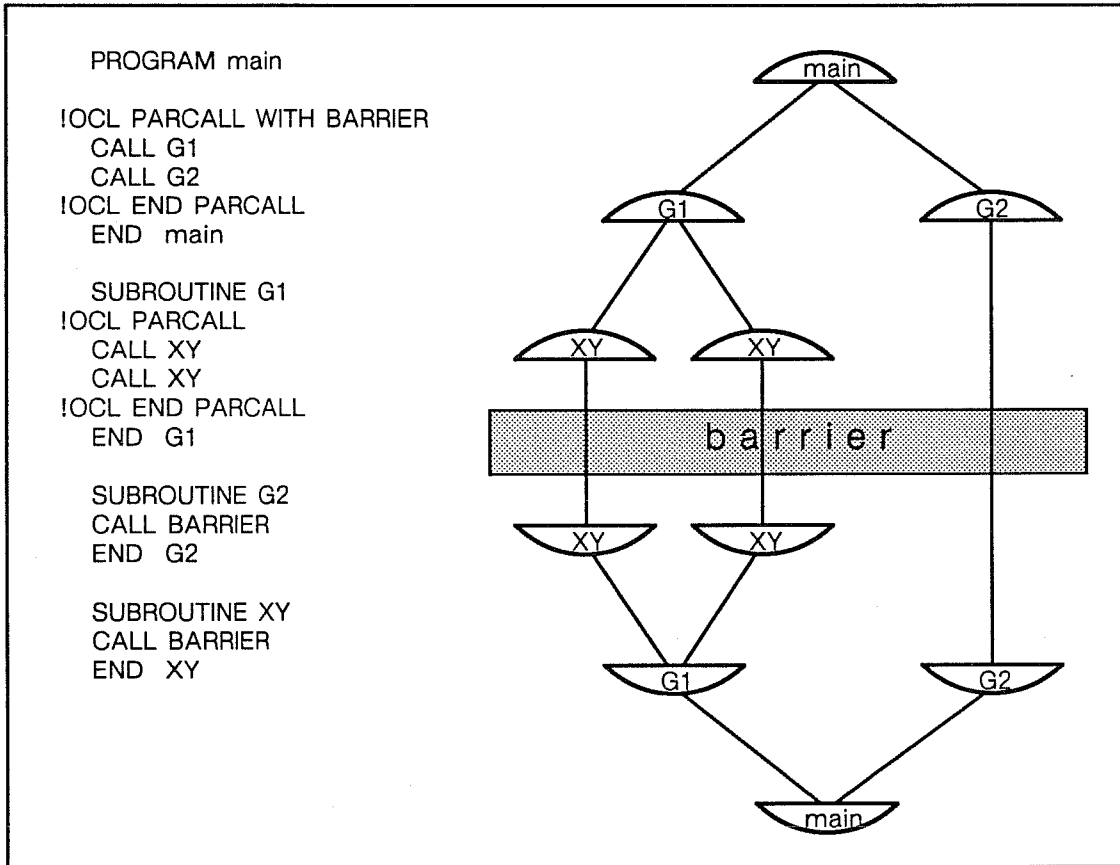 PROGRAM main
!OCL PARCALL WITH BARRIER
CALL G1
CALL G2
!OCL END PARCALL
END main
SUBROUTINE G1
!OCL PARCALL
CALL XY
CALL XY
!OCL END PARCALL
END G1
SUBROUTINE G2
CALL BARRIER
END G2
SUBROUTINE XY
CALL BARRIER
END XY
main
G1 G2
XY XY
barrier
XY XY
G1 G2
main